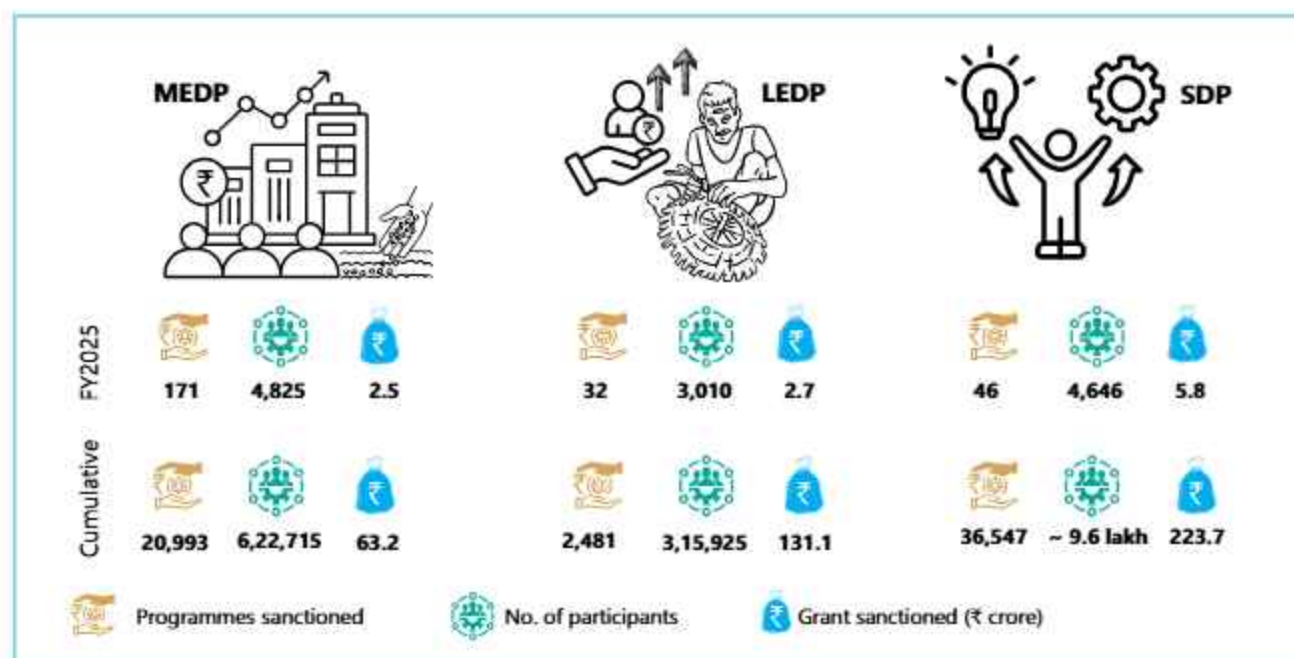 MEDP
LEDP
SDP
FY2025
171 4,825 2.5 32 3,010 2.7 46 4,646 5.8
Cumulative
20,993 6,22,715 63.2 2,481 3,15,925 131.1 36,547 ~ 9.6 lakh 223.7
Programmes sanctioned No. of participants Grant sanctioned (₹ crore)